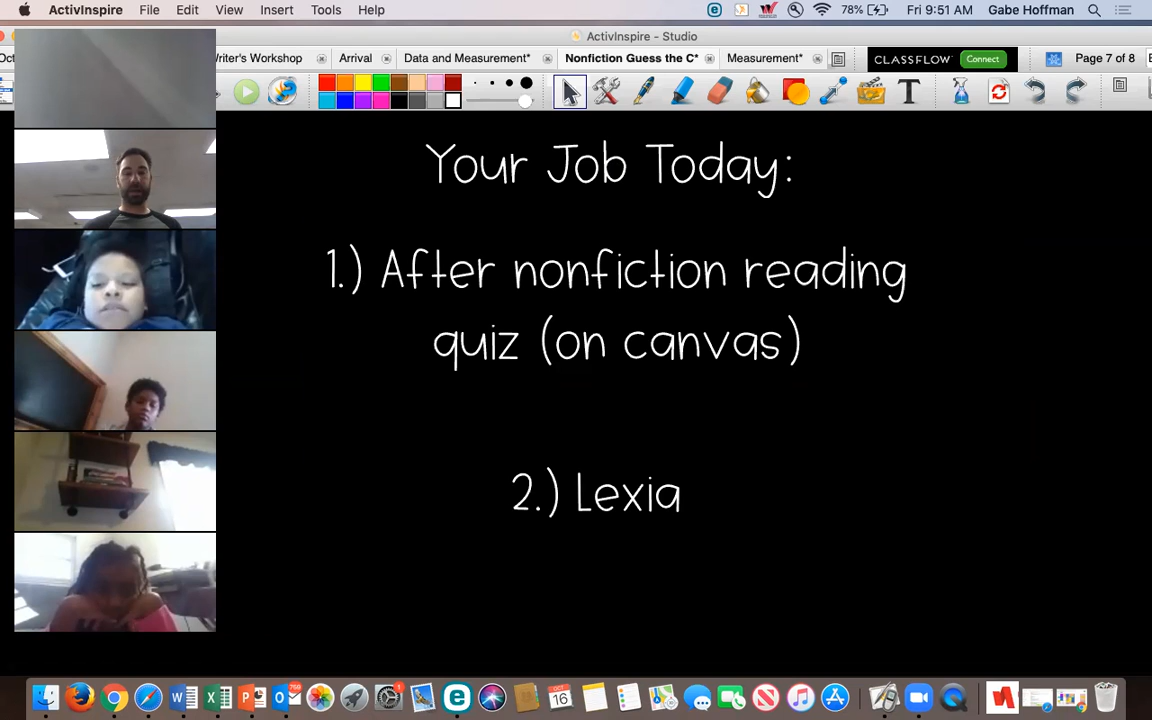 ActivInspire File Edit View Insert Tools Help 78% Fri 9:51 AM Gabe Hoffman
ActivInspire - Studio
Oct riter's Workshop Arrival Data and Measurement* Nonfiction Guess the C* Measurement* CLASSFLOW Connect Page 7 of 8
Your Job Today:
1.) After nonfiction reading
quiz (on canvas)
2.) Lexia